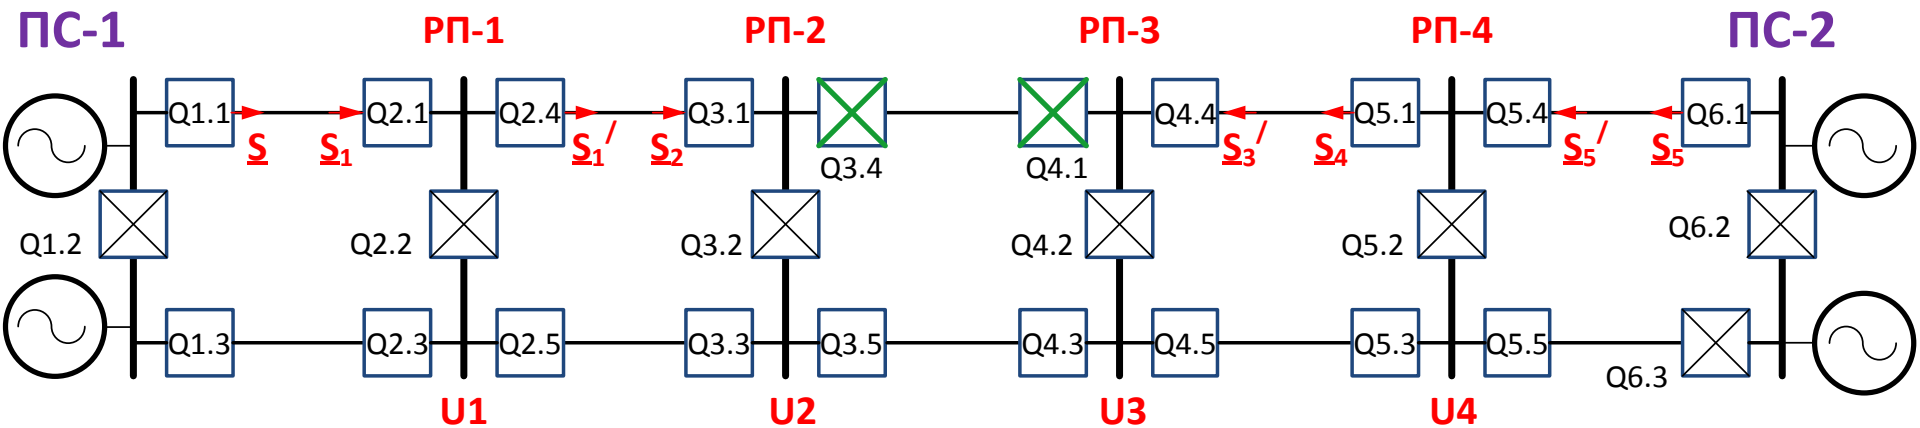 ПС-1 РП-1 РП-2 РП-3 РП-4 ПС-2
Q1.1 Q2.1 Q2.4 Q3.1 Q4.4 Q5.1 Q5.4 Q6.1
S S₁ S₁′ S₂ Q3.4 Q4.1 S₃′ S₄ S₅′ S₅
Q1.2 Q2.2 Q3.2 Q4.2 Q5.2 Q6.2
Q1.3 Q2.3 Q2.5 Q3.3 Q3.5 Q4.3 Q4.5 Q5.3 Q5.5 Q6.3
U1 U2 U3 U4